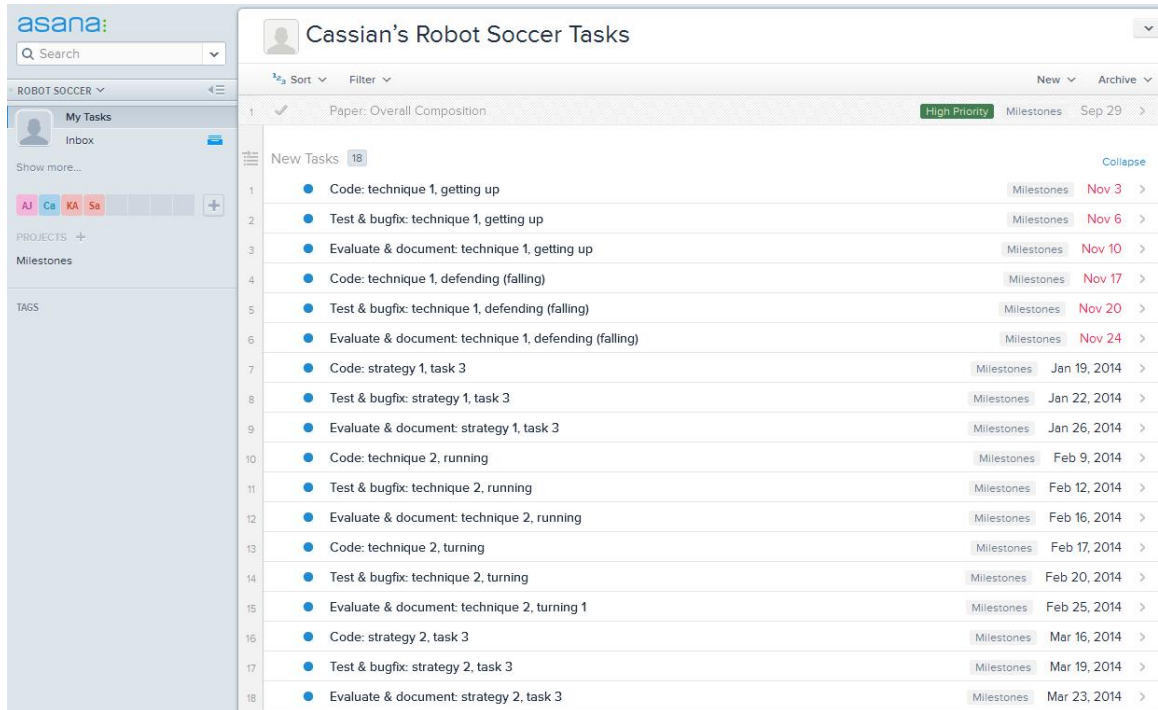 asana:
Search
ROBOT SOCCER
My Tasks
Inbox
Show more...
AJ Ca KA Sa +
PROJECTS +
Milestones
TAGS
Cassian's Robot Soccer Tasks
123 Sort Filter New Archive
1 Paper: Overall Composition High Priority Milestones Sep 29
New Tasks 18 Collapse
1 Code: technique 1, getting up Milestones Nov 3
2 Test & bugfix: technique 1, getting up Milestones Nov 6
3 Evaluate & document: technique 1, getting up Milestones Nov 10
4 Code: technique 1, defending (falling) Milestones Nov 17
5 Test & bugfix: technique 1, defending (falling) Milestones Nov 20
6 Evaluate & document: technique 1, defending (falling) Milestones Nov 24
7 Code: strategy 1, task 3 Milestones Jan 19, 2014
8 Test & bugfix: strategy 1, task 3 Milestones Jan 22, 2014
9 Evaluate & document: strategy 1, task 3 Milestones Jan 26, 2014
10 Code: technique 2, running Milestones Feb 9, 2014
11 Test & bugfix: technique 2, running Milestones Feb 12, 2014
12 Evaluate & document: technique 2, running Milestones Feb 16, 2014
13 Code: technique 2, turning Milestones Feb 17, 2014
14 Test & bugfix: technique 2, turning Milestones Feb 20, 2014
15 Evaluate & document: technique 2, turning 1 Milestones Feb 25, 2014
16 Code: strategy 2, task 3 Milestones Mar 16, 2014
17 Test & bugfix: strategy 2, task 3 Milestones Mar 19, 2014
18 Evaluate & document: strategy 2, task 3 Milestones Mar 23, 2014